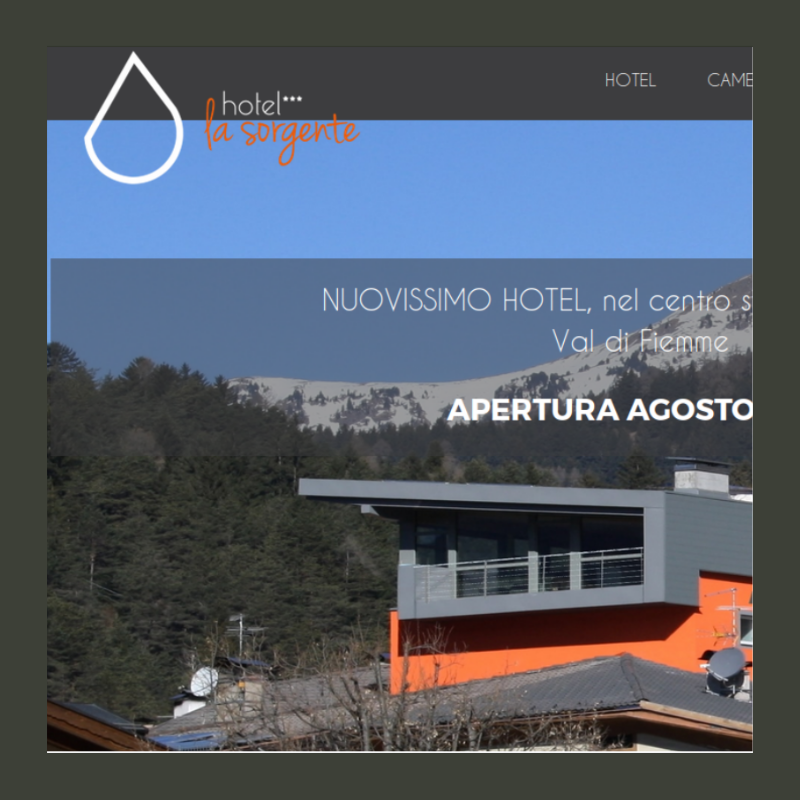 hotel***
la sorgente
HOTEL
CAME
NUOVISSIMO HOTEL, nel centro s
Val di Fiemme
APERTURA AGOSTO